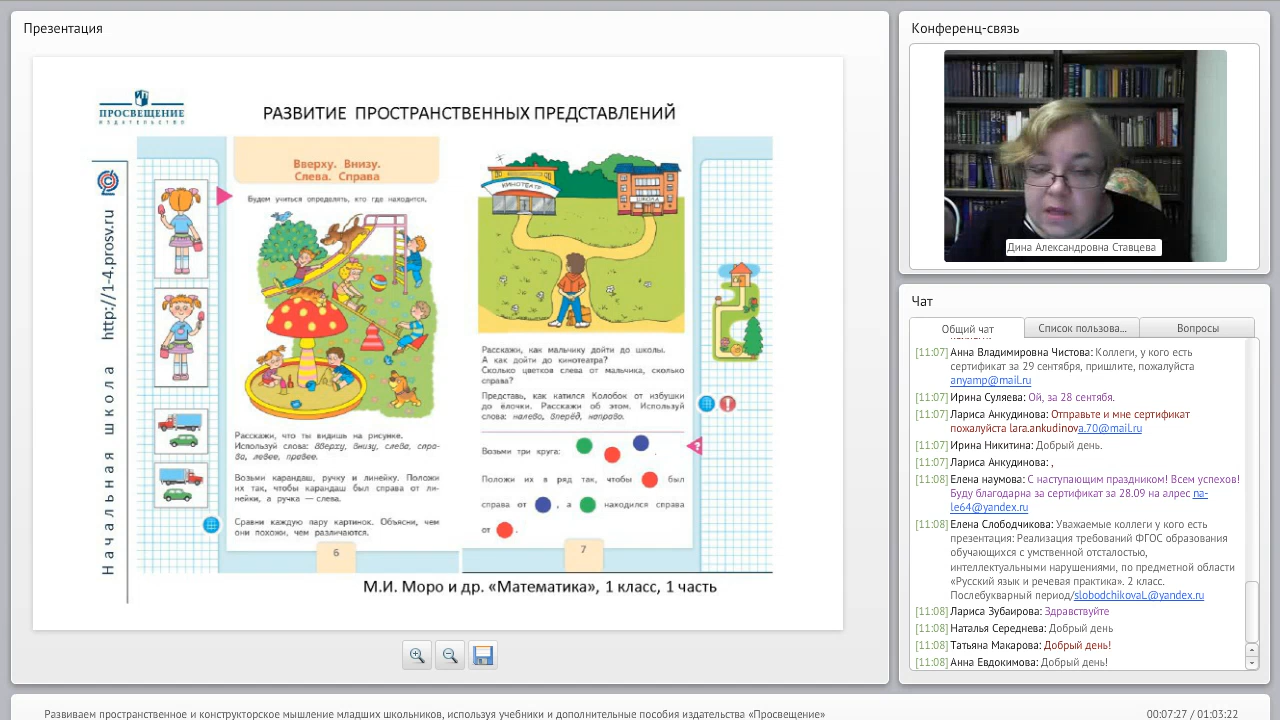 Презентация
ПРОСВЕЩЕНИЕ
ИЗДАТЕЛЬСТВО
РАЗВИТИЕ ПРОСТРАНСТВЕННЫХ ПРЕДСТАВЛЕНИЙ
Начальная школа http://1-4.prosv.ru
Вверху. Внизу.
Слева. Справа
Будем учиться определять, кто где находится.
Расскажи, что ты видишь на рисунке.
Используй слова: вверху, внизу, слева, спра-
ва, левее, правее.
Возьми карандаш, ручку и линейку. Положи
их так, чтобы карандаш был справа от ли-
нейки, а ручка — слева.
Сравни каждую пару картинок. Объясни, чем
они похожи, чем различаются.
6
КИНОТЕАТР
ШКОЛА
Расскажи, как мальчику дойти до школы.
А как дойти до кинотеатра?
Сколько цветков слева от мальчика, сколько
справа?
Представь, как катился Колобок от избушки
до ёлочки. Расскажи об этом. Используй
слова: налево, вперёд, направо.
Возьми три круга: .
Положи их в ряд так, чтобы был
справа от , а находился справа
от .
7
М.И. Моро и др. «Математика», 1 класс, 1 часть
Конференц-связь
Дина Александровна Ставцева
Чат
Общий чат
Список пользова...
Вопросы
[11:07] Анна Владимировна Чистова: Коллеги, у кого есть
сертификат за 29 сентября, пришлите, пожалуйста
anyamp@mail.ru
[11:07] Ирина Суляева: Ой, за 28 сентября.
[11:07] Лариса Анкудинова: Отправьте и мне сертификат
пожалуйста lara.ankudinova.70@mail.ru
[11:07] Ирина Никитина: Добрый день.
[11:07] Лариса Анкудинова: ,
[11:08] Елена наумова: С наступающим праздником! Всем успехов!
Буду блугодарна за сертификат за 28.09 на алрес na-
le64@yandex.ru
[11:08] Елена Слободчикова: Уважаемые коллеги у кого есть
презентация: Реализация требований ФГОС образования
обучающихся с умственной отсталостью,
интеллектуальными нарушениями, по предметной области
«Русский язык и речевая практика». 2 класс.
Послебукварный период/slobodchikovaL@yandex.ru
[11:08] Лариса Зубаирова: Здравствуйте
[11:08] Наталья Середнева: Добрый день
[11:08] Татьяна Макарова: Добрый день!
[11:08] Анна Евдокимова: Добрый день!
Развиваем пространственное и конструкторское мышление младших школьников, используя учебники и дополнительные пособия издательства «Просвещение»
00:07:27 / 01:03:22